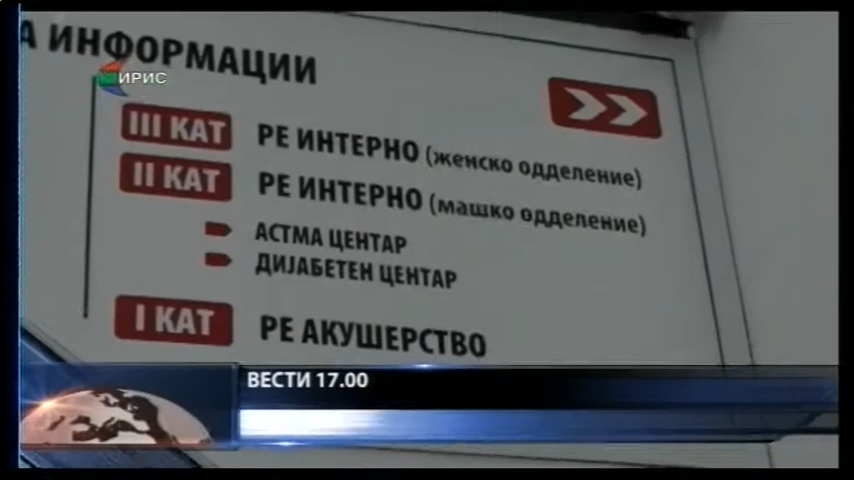 А ИНФОРМАЦИИ
ИРИС
III КАТ РЕ ИНТЕРНО (женско одделение)
II КАТ РЕ ИНТЕРНО (машко одделение)
АСТМА ЦЕНТАР
ДИЈАБЕТЕН ЦЕНТАР
I КАТ РЕ АКУШЕРСТВО
ВЕСТИ 17.00